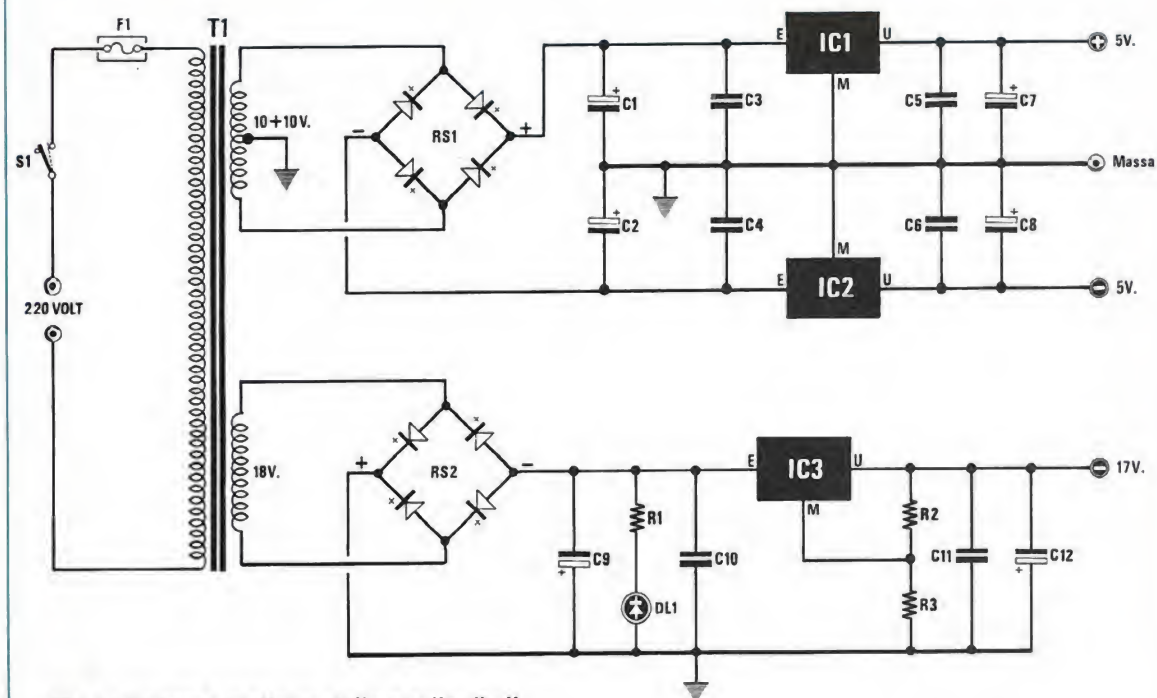 F1
T1
S1
220 VOLT
10+10V.
- RS1 +
C1
C2
C3
C4
E IC1 U
M
C5
C6
C7
C8
+ 5V.
Massa
M
E IC2 U
- 5V.
18V.
+ RS2 -
C9
R1
DL1
C10
E IC3 U
M
R2
R3
C11
C12
- 17V.